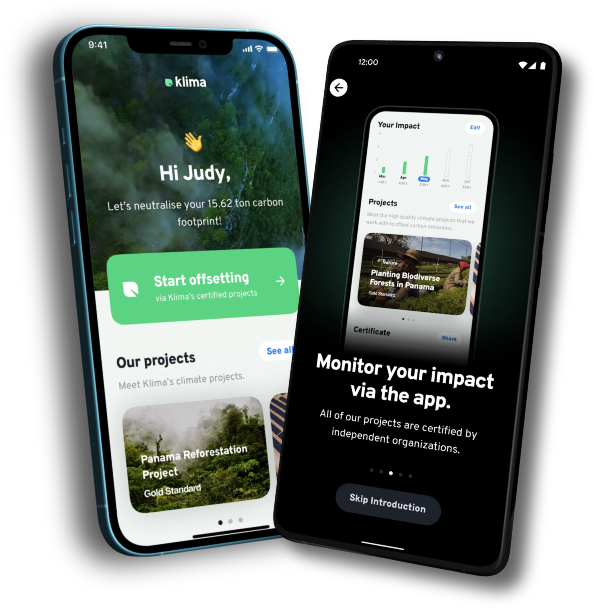 9:41
klima
Hi Judy,
Let's neutralise your 15.62 ton carbon
footprint!
Start offsetting
via Klima's certified projects
Our projects
See all
Meet Klima's climate projects.
Panama Reforestation
Project
Gold Standard
12:00
Your Impact
Edit
Mar
Apr
May
Projects
See all
Meet the high quality climate projects that we
work with to offset carbon emissions.
Nature
Planting Biodiverse
Forests in Panama
Gold Standard
Certificate
Share
Monitor your impact
via the app.
All of our projects are certified by
independent organizations.
Skip Introduction